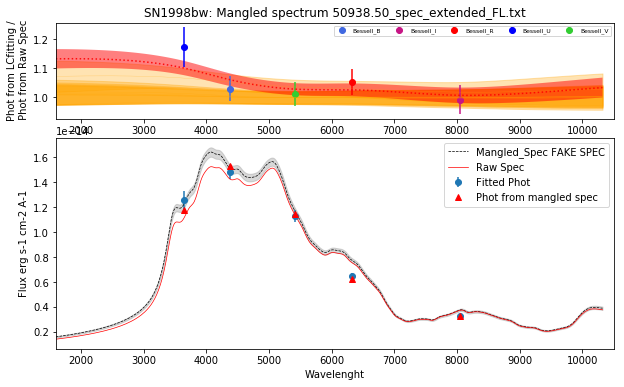 SN1998bw: Mangled spectrum 50938.50_spec_extended_FL.txt
Phot from LCfitting /
Phot from Raw Spec
1.2
1.1
1.0
Bessell_B
Bessell_I
Bessell_R
Bessell_U
Bessell_V
2000 3000 4000 5000 6000 7000 8000 9000 10000
Flux erg s-1 cm-2 A-1
1.6
1.4
1.2
1.0
0.8
0.6
0.4
0.2
Mangled_Spec FAKE SPEC
Raw Spec
Fitted Phot
Phot from mangled spec
2000 3000 4000 5000 6000 7000 8000 9000 10000
Wavelenght